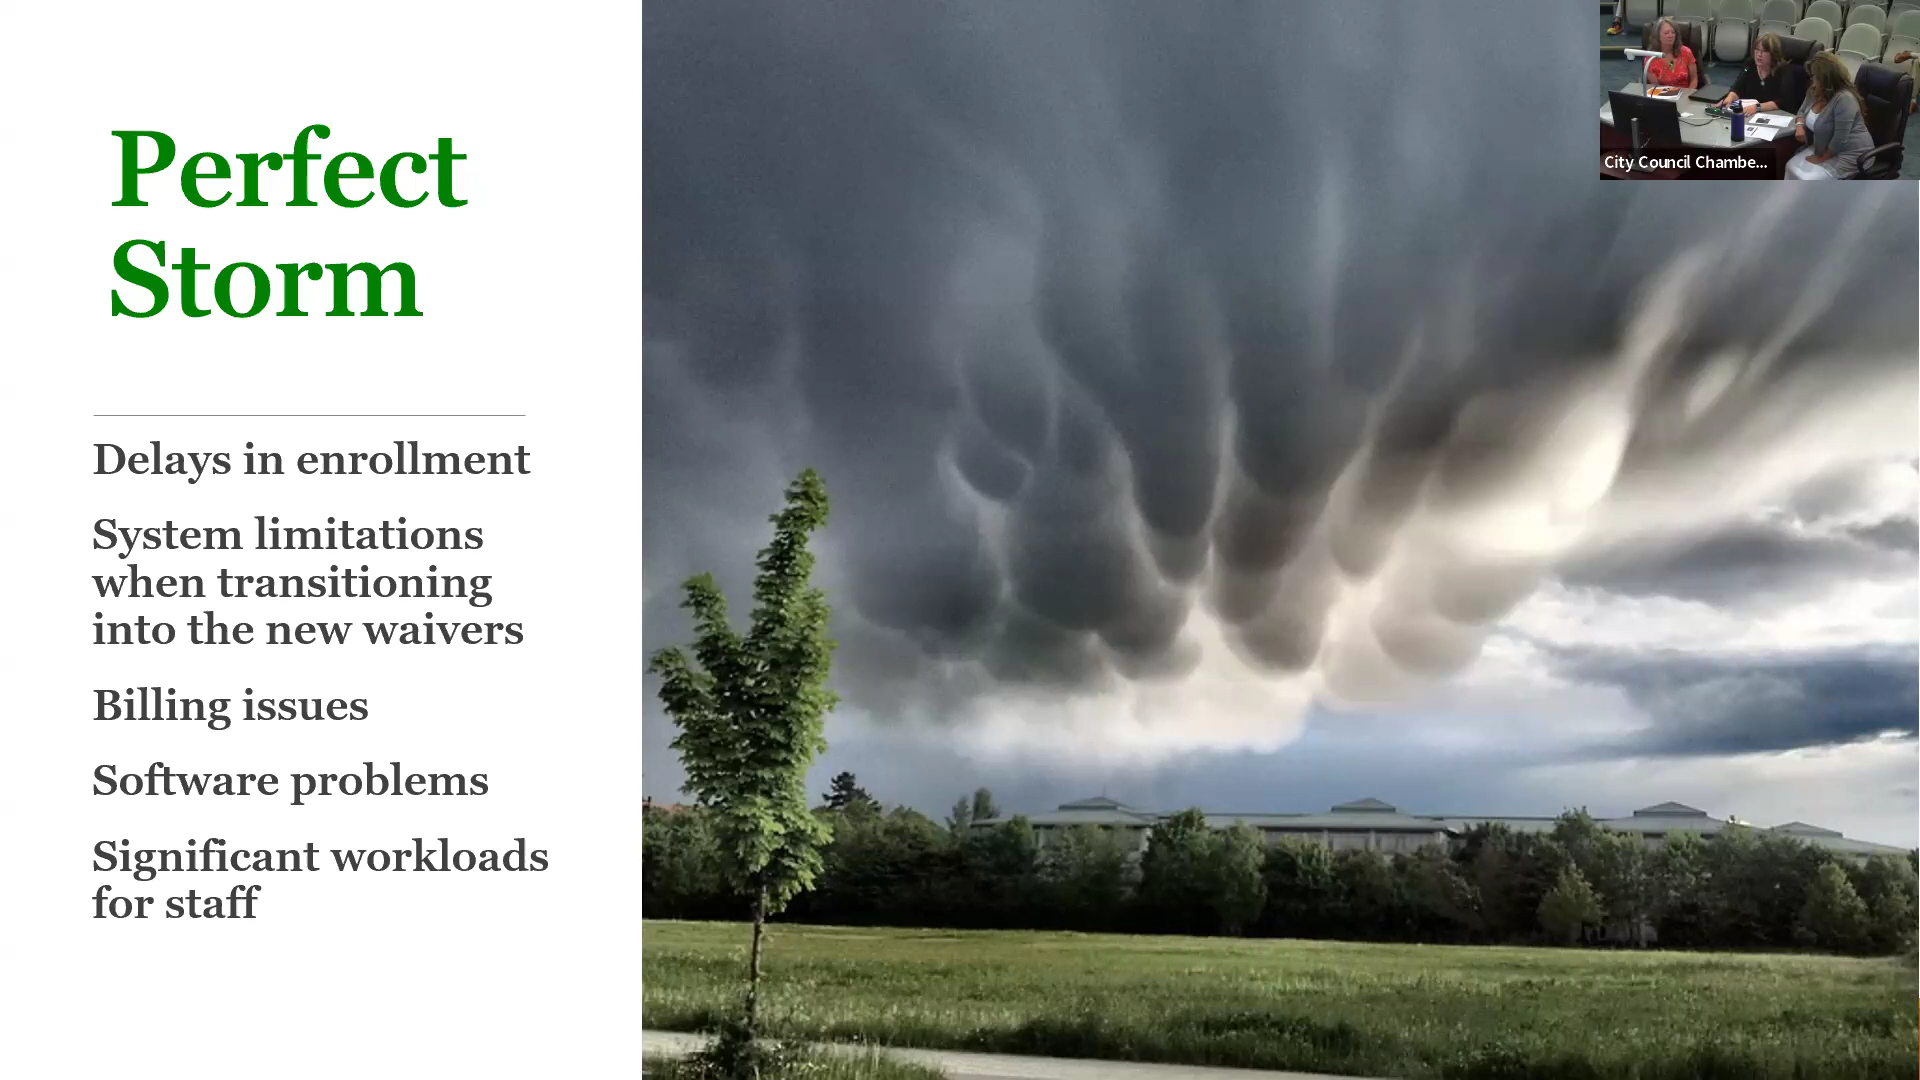 Perfect
Storm
Delays in enrollment
System limitations
when transitioning
into the new waivers
Billing issues
Software problems
Significant workloads
for staff
City Council Chambe...